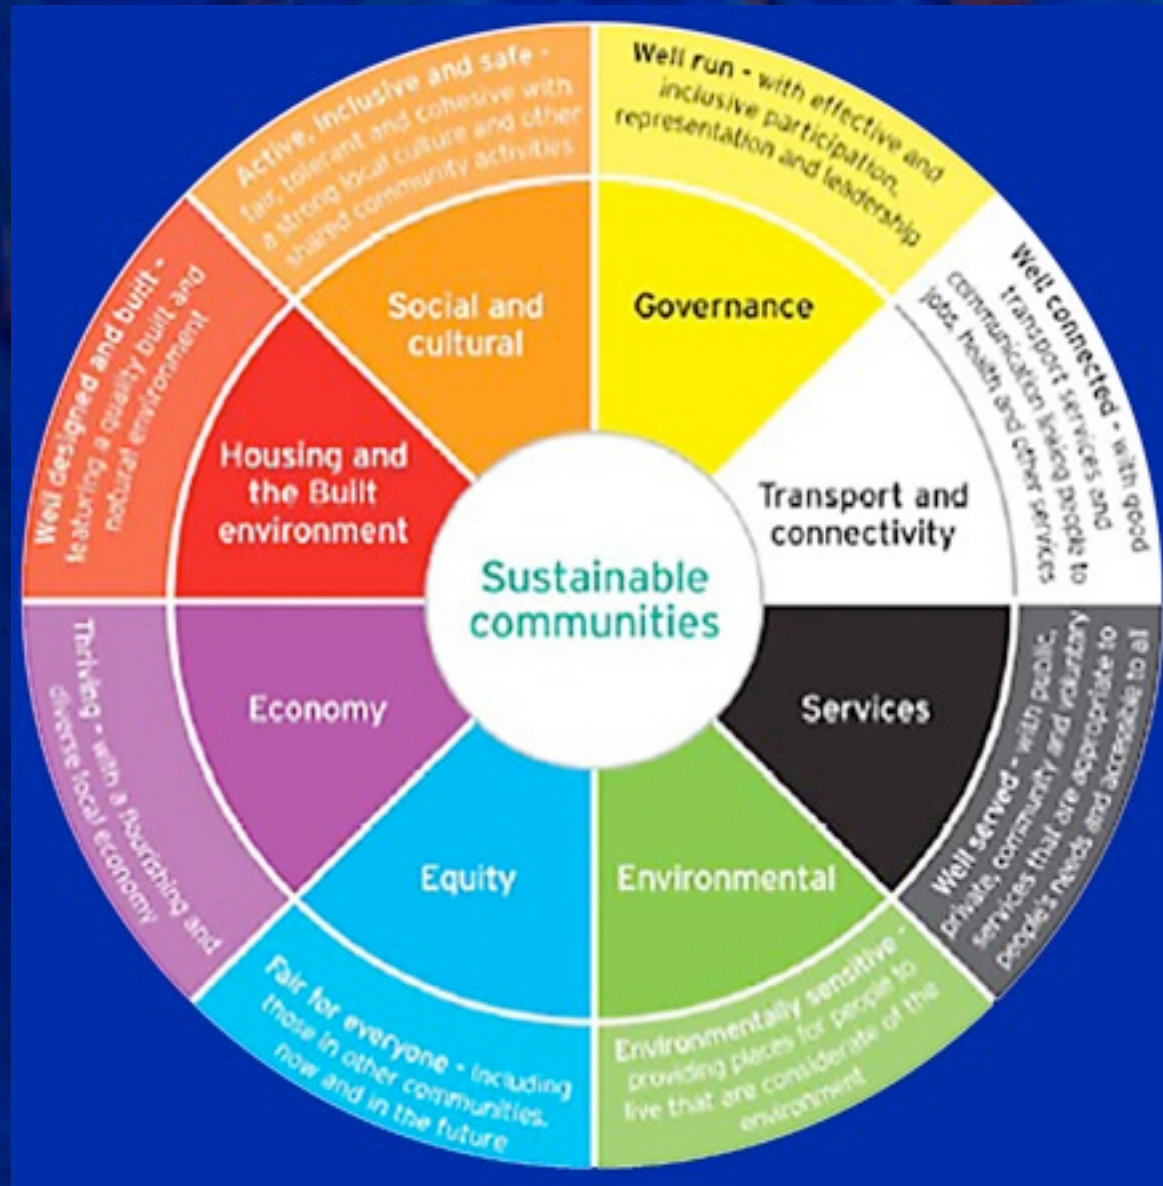 Sustainable
communities
Governance
Well run - with effective and
inclusive participation,
representation and leadership
Transport and
connectivity
Well connected - with good
transport services and
communication linking people to
jobs, health and other services
Services
Well served - with public,
private, community and voluntary
services that are appropriate to
people's needs and accessible to all
Environmental
Environmentally sensitive -
providing places for people to
live that are considerate of the
environment
Equity
Fair for everyone - including
those in other communities,
now and in the future
Economy
Thriving - with a flourishing and
diverse local economy
Housing and
the Built
environment
Well designed and built -
featuring a quality built and
natural environment
Social and
cultural
Active, inclusive and safe -
fair, tolerant and cohesive with
a strong local culture and other
shared community activities